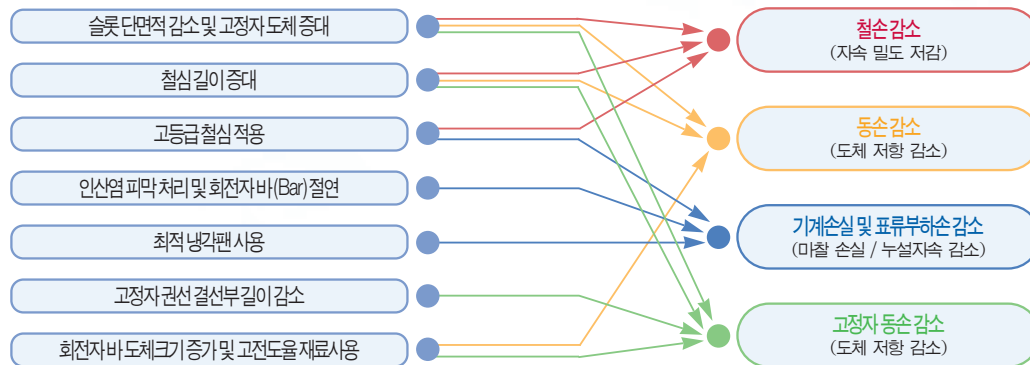 슬롯 단면적 감소 및 고정자 도체 증대
철심 길이 증대
고등급 철심 적용
인산염 피막 처리 및 회전자 바(Bar) 절연
최적 냉각팬 사용
고정자 권선 결선부 길이 감소
회전자 바 도체크기 증가 및 고전도율 재료사용
철손 감소
(자속 밀도 저감)
동손 감소
(도체 저항 감소)
기계손실 및 표류부하손 감소
(마찰 손실 / 누설자속 감소)
고정자 동손 감소
(도체 저항 감소)